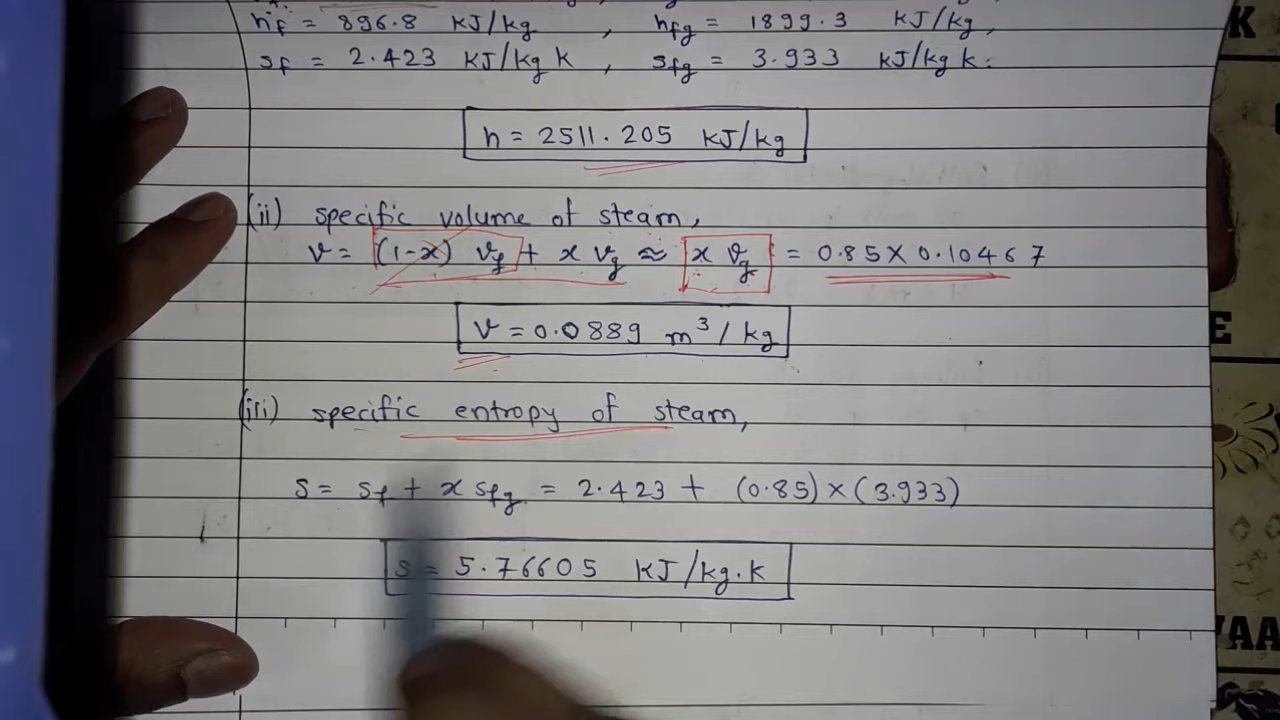 hf = 896.8 KJ/kg , hfg = 1899.3 KJ/kg,
sf = 2.423 KJ/kg K , sfg = 3.933 KJ/kg K.
h = 2511.205 KJ/kg
(ii) specific volume of steam,
v = (1-x) vf + x vg ≈ x vg = 0.85 × 0.10467
v = 0.0889 m³/kg
(iii) specific entropy of steam,
s = sf + x sfg = 2.423 + (0.85) × (3.933)
s = 5.76605 KJ/kg.K
K
E